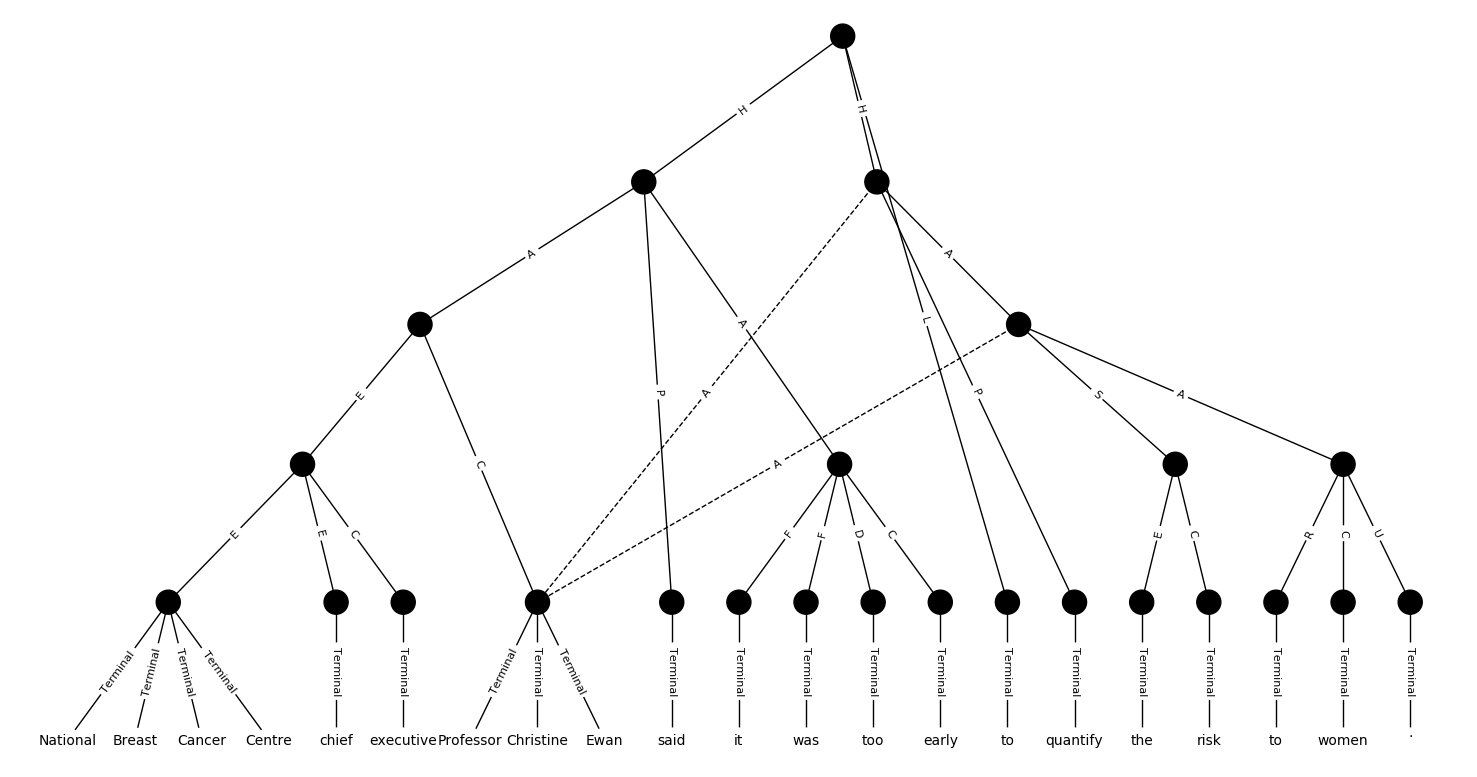 H H
A A
A L
E P A P S A
C A
E E C F F D C E C R C U
Terminal Terminal Terminal Terminal Terminal Terminal Terminal Terminal Terminal Terminal Terminal Terminal Terminal Terminal Terminal Terminal Terminal Terminal Terminal Terminal Terminal
National Breast Cancer Centre chief executive Professor Christine Ewan said it was too early to quantify the risk to women .